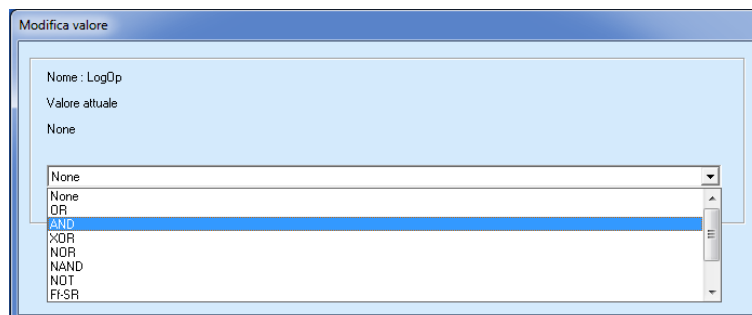 Modifica valore
Nome : LogOp
Valore attuale
None
None
None
OR
AND
XOR
NOR
NAND
NOT
Ff-SR